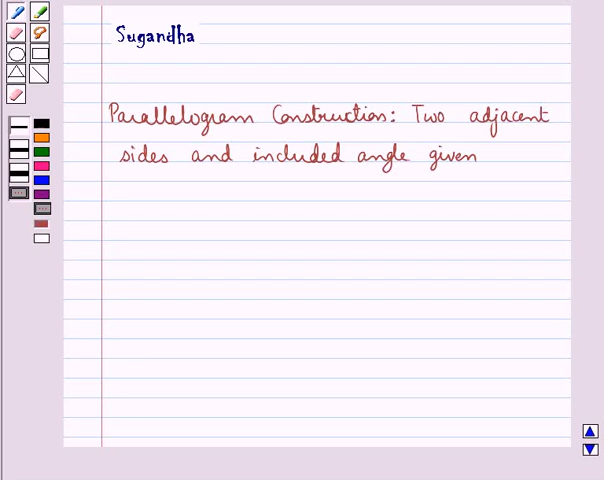 Sugandha
Parallelogram Construction: Two adjacent
sides and included angle given